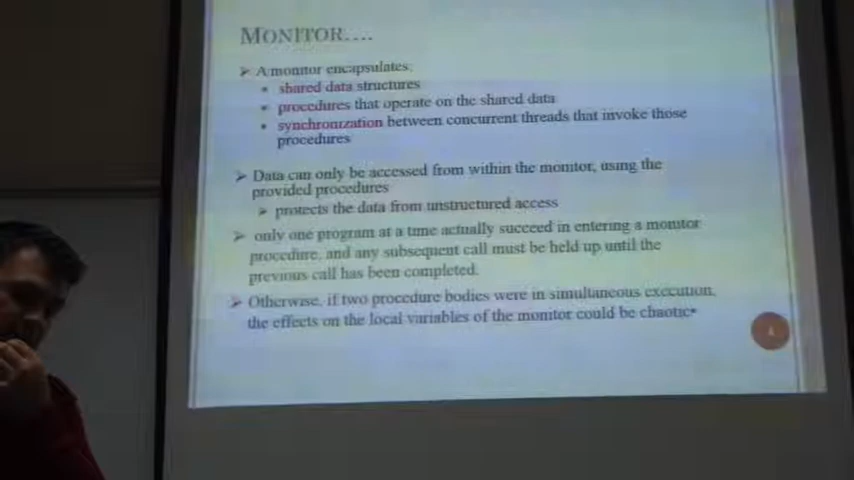 MONITOR....
➢ A monitor encapsulates:
• shared data structures
• procedures that operate on the shared data
• synchronization between concurrent threads that invoke those
procedures
➢ Data can only be accessed from within the monitor, using the
provided procedures
➢ protects the data from unstructured access
➢ only one program at a time actually succeed in entering a monitor
procedure, and any subsequent call must be held up until the
previous call has been completed.
➢ Otherwise, if two procedure bodies were in simultaneous execution,
the effects on the local variables of the monitor could be chaotic*